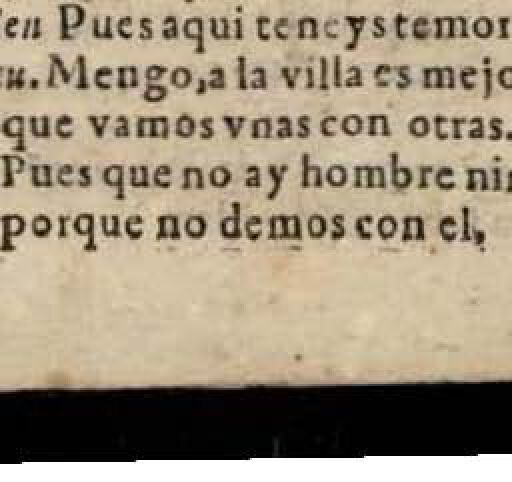 en Pues aqui teneys temor
u. Mengo, a la villa es mejo
que vamos vnas con otras.
Pues que no ay hombre nin
porque no demos con el,